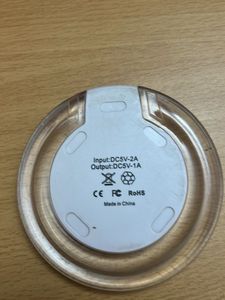 Input:DC5V-2A
Output:DC5V-1A
CE FC RoHS
Made in China